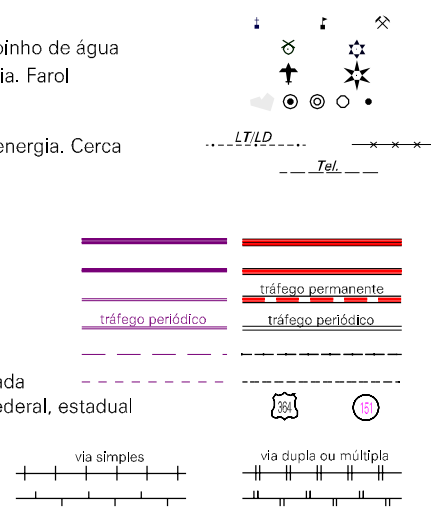 oinho de água
ia. Farol
energia. Cerca
LT/LD
Tel.
tráfego permanente
tráfego periódico tráfego periódico
ada
ederal, estadual
364 151
via simples via dupla ou múltipla